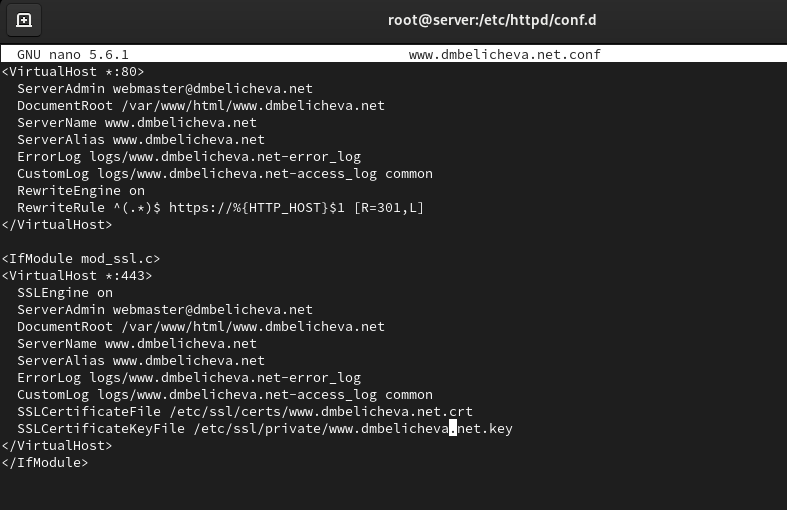 root@server:/etc/httpd/conf.d
GNU nano 5.6.1 www.dmbelicheva.net.conf
<VirtualHost *:80>
ServerAdmin webmaster@dmbelicheva.net
DocumentRoot /var/www/html/www.dmbelicheva.net
ServerName www.dmbelicheva.net
ServerAlias www.dmbelicheva.net
ErrorLog logs/www.dmbelicheva.net-error_log
CustomLog logs/www.dmbelicheva.net-access_log common
RewriteEngine on
RewriteRule ^(.*)$ https://%{HTTP_HOST}$1 [R=301,L]
</VirtualHost>
<IfModule mod_ssl.c>
<VirtualHost *:443>
SSLEngine on
ServerAdmin webmaster@dmbelicheva.net
DocumentRoot /var/www/html/www.dmbelicheva.net
ServerName www.dmbelicheva.net
ServerAlias www.dmbelicheva.net
ErrorLog logs/www.dmbelicheva.net-error_log
CustomLog logs/www.dmbelicheva.net-access_log common
SSLCertificateFile /etc/ssl/certs/www.dmbelicheva.net.crt
SSLCertificateKeyFile /etc/ssl/private/www.dmbelicheva.net.key
</VirtualHost>
</IfModule>